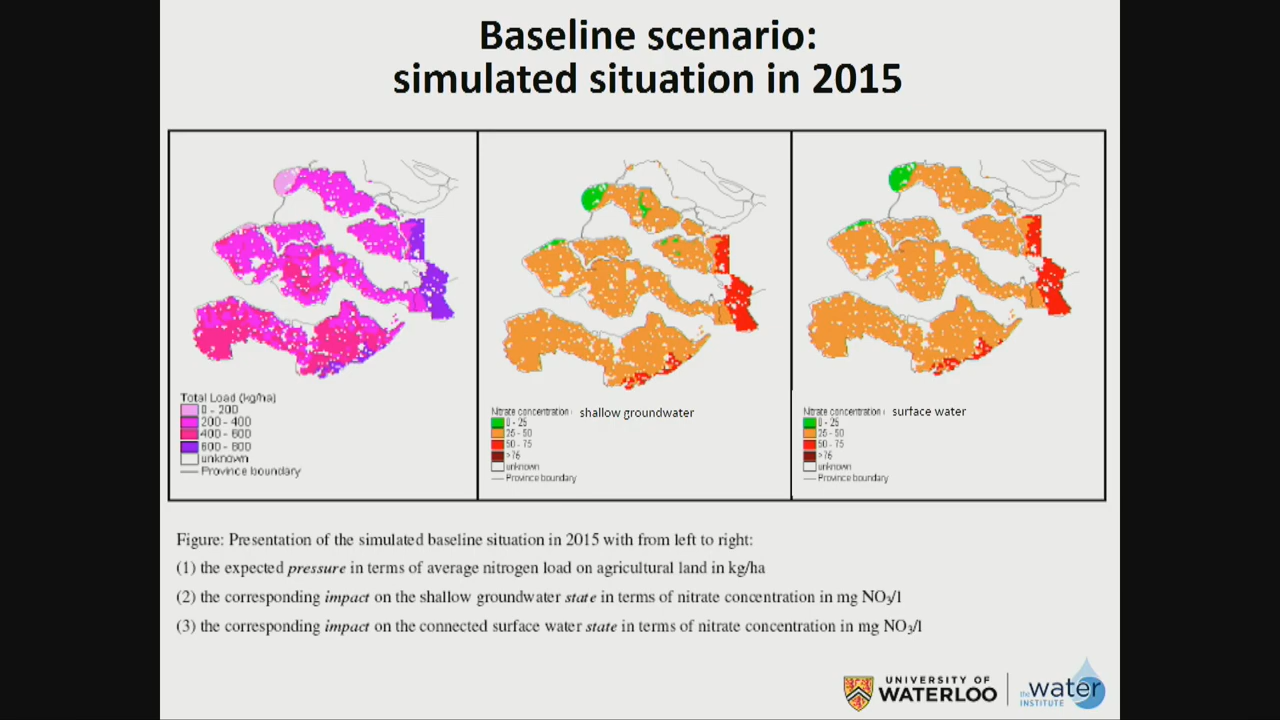 Baseline scenario:
simulated situation in 2015
Total Load (kg/ha)
0 - 200
200 - 400
400 - 600
600 - 800
unknown
Province boundary
Nitrate concentration shallow groundwater
0 - 25
25 - 50
50 - 75
>76
unknown
Province boundary
Nitrate concentration surface water
0 - 25
25 - 50
50 - 75
>76
unknown
Province boundary
Figure: Presentation of the simulated baseline situation in 2015 with from left to right:
(1) the expected pressure in terms of average nitrogen load on agricultural land in kg/ha
(2) the corresponding impact on the shallow groundwater state in terms of nitrate concentration in mg NO3/l
(3) the corresponding impact on the connected surface water state in terms of nitrate concentration in mg NO3/l
UNIVERSITY OF
WATERLOO
the water
INSTITUTE